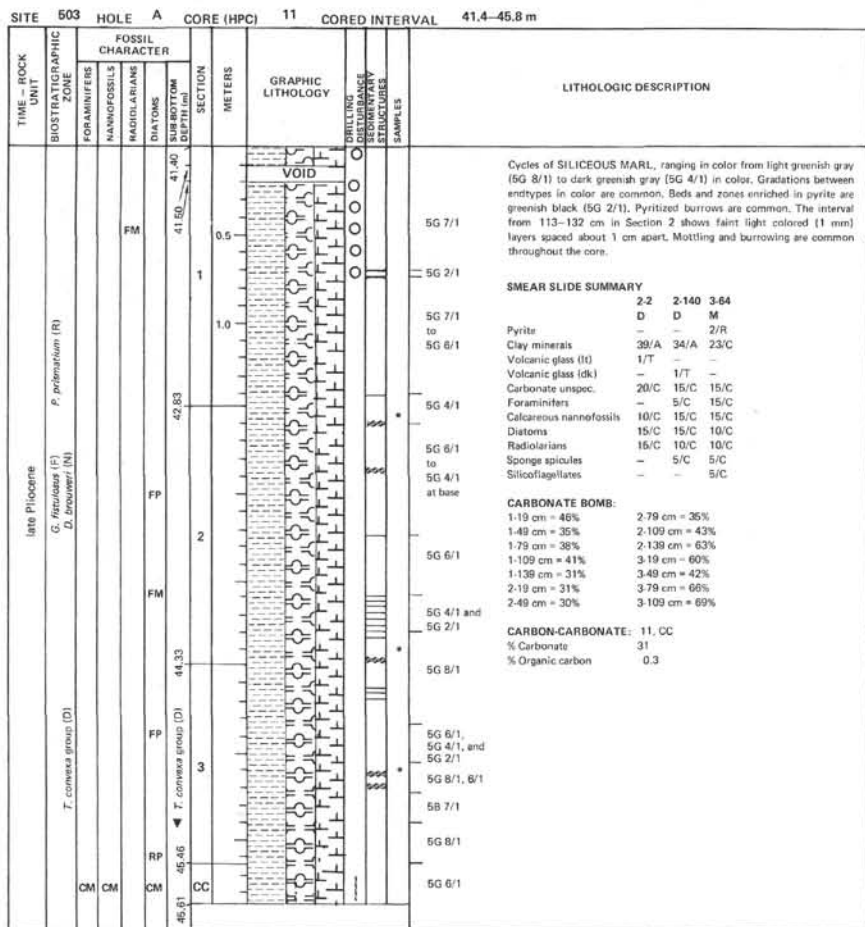 SITE 503 HOLE A CORE (HPC) 11 CORED INTERVAL 41.4–45.8 m
TIME – ROCK UNIT
BIOSTRATIGRAPHIC ZONE
FOSSIL CHARACTER
FORAMINIFERS
NANNOFOSSILS
RADIOLARIANS
DIATOMS
SUB-BOTTOM DEPTH (m)
SECTION
METERS
GRAPHIC LITHOLOGY
DRILLING DISTURBANCE
SEDIMENTARY STRUCTURES
SAMPLES
LITHOLOGIC DESCRIPTION
late Pliocene
P. prismatium (R)
G. fistulosus (F)
D. brouweri (N)
T. convexa group (D)
FM
FP
FM
FP
RP
CM CM CM
41.40
41.60
42.83
44.33
T. convexa group (D)
45.46
45.61
1
2
3
CC
0.5
1.0
VOID
*
*
*
5G 7/1
5G 2/1
5G 7/1
to
5G 6/1
5G 4/1
5G 6/1
to
5G 4/1
at base
5G 6/1
5G 4/1 and
5G 2/1
5G 8/1
5G 6/1,
5G 4/1, and
5G 2/1
5G 8/1, 6/1
5B 7/1
5G 8/1
5G 6/1
Cycles of SILICEOUS MARL, ranging in color from light greenish gray
(5G 8/1) to dark greenish gray (5G 4/1) in color. Gradations between
endtypes in color are common. Beds and zones enriched in pyrite are
greenish black (5G 2/1). Pyritized burrows are common. The interval
from 113–132 cm in Section 2 shows faint light colored (1 mm)
layers spaced about 1 cm apart. Mottling and burrowing are common
throughout the core.
SMEAR SLIDE SUMMARY
2-2 2-140 3-64
D D M
Pyrite – – 2/R
Clay minerals 39/A 34/A 23/C
Volcanic glass (lt) 1/T – –
Volcanic glass (dk) – 1/T –
Carbonate unspec. 20/C 15/C 15/C
Foraminifers – 5/C 15/C
Calcareous nannofossils 10/C 15/C 15/C
Diatoms 15/C 15/C 10/C
Radiolarians 15/C 10/C 10/C
Sponge spicules – 5/C 5/C
Silicoflagellates – – 5/C
CARBONATE BOMB:
1-19 cm = 46% 2-79 cm = 35%
1-49 cm = 35% 2-109 cm = 43%
1-79 cm = 38% 2-139 cm = 63%
1-109 cm = 41% 3-19 cm = 60%
1-139 cm = 31% 3-49 cm = 42%
2-19 cm = 31% 3-79 cm = 66%
2-49 cm = 30% 3-109 cm = 69%
CARBON-CARBONATE: 11, CC
% Carbonate 31
% Organic carbon 0.3